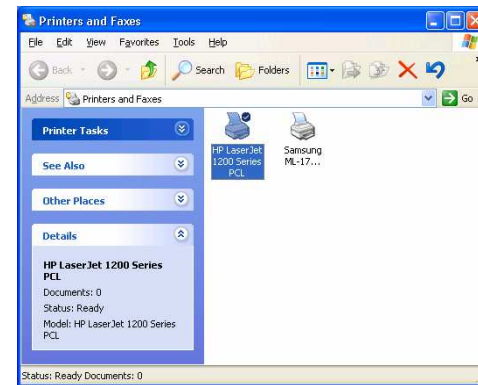 Printers and Faxes
File Edit View Favorites Tools Help
Back Search Folders
Address Printers and Faxes Go
Printer Tasks
See Also
Other Places
Details
HP LaserJet 1200 Series
PCL
Documents: 0
Status: Ready
Model: HP LaserJet 1200 Series
PCL
HP LaserJet
1200 Series
PCL
Samsung
ML-17...
Status: Ready Documents: 0